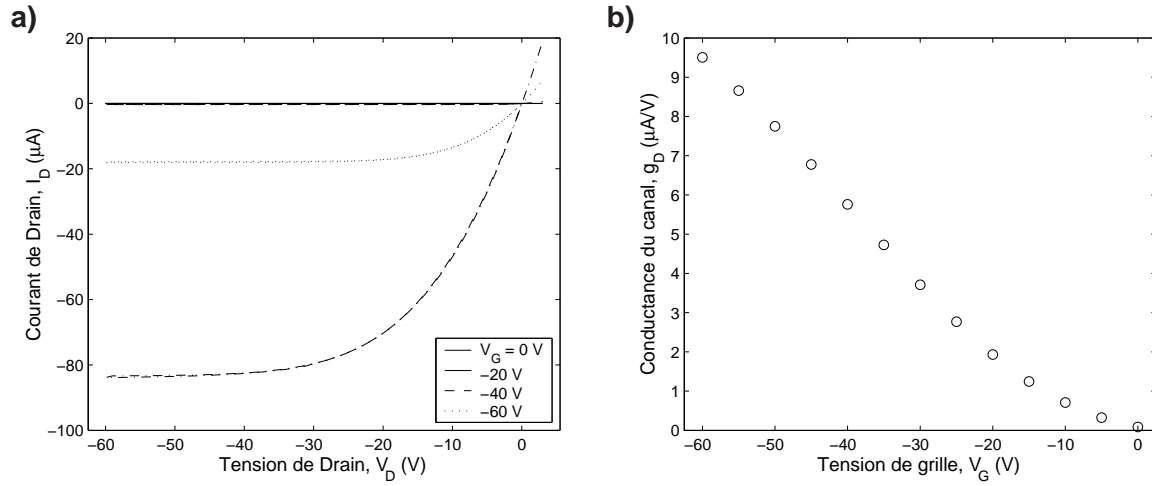 a)
20
0
−20
−40
−60
−80
−100
Courant de Drain, I_D (μA)
−60 −50 −40 −30 −20 −10 0
Tension de Drain, V_D (V)
V_G = 0 V
−20 V
−40 V
−60 V
b)
10
9
8
7
6
5
4
3
2
1
0
Conductance du canal, g_D (μA/V)
−60 −50 −40 −30 −20 −10 0
Tension de grille, V_G (V)